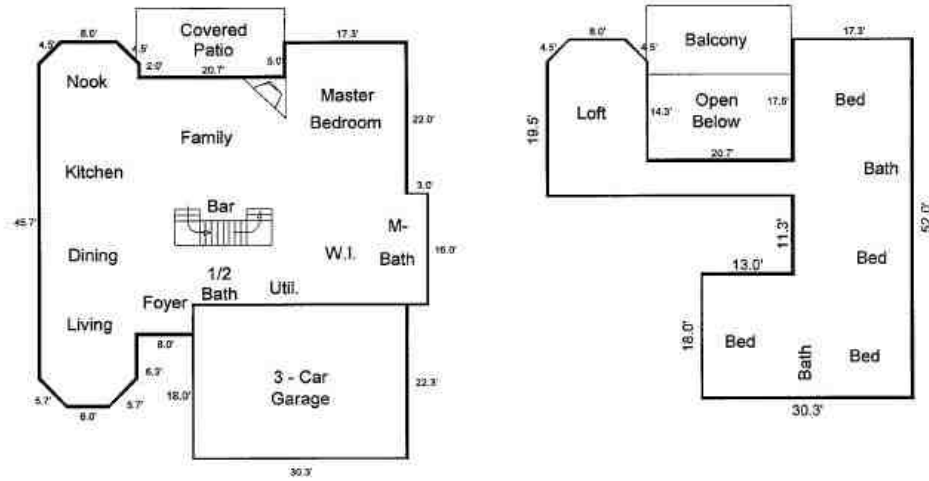 8.0'
4.5'
4.5'
2.0'
Covered
Patio
5.0'
20.7'
17.3'
Nook
Master
Bedroom
22.0'
Family
Kitchen
3.0'
45.7'
Bar
M-
Bath
W.I.
16.0'
Dining
1/2
Bath
Util.
Foyer
Living
8.0'
6.3'
18.0'
3 - Car
Garage
22.3'
5.7'
6.0'
5.7'
30.3'
8.0'
4.5'
4.5'
Balcony
17.3'
Loft
14.3'
Open
Below
Bed
19.5'
20.7'
Bath
52.0'
11.3'
13.0'
Bed
18.0'
Bed
Bath
Bed
30.3'